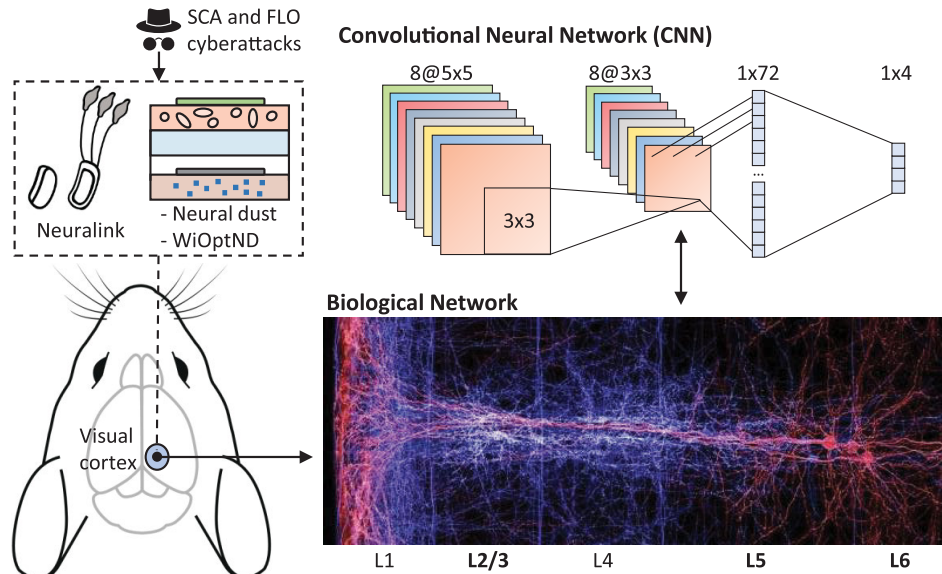 SCA and FLO
cyberattacks
Neuralink
- Neural dust
- WiOptND
Visual
cortex
Convolutional Neural Network (CNN)
8@5x5
8@3x3
1x72
1x4
3x3
...
Biological Network
L1
L2/3
L4
L5
L6